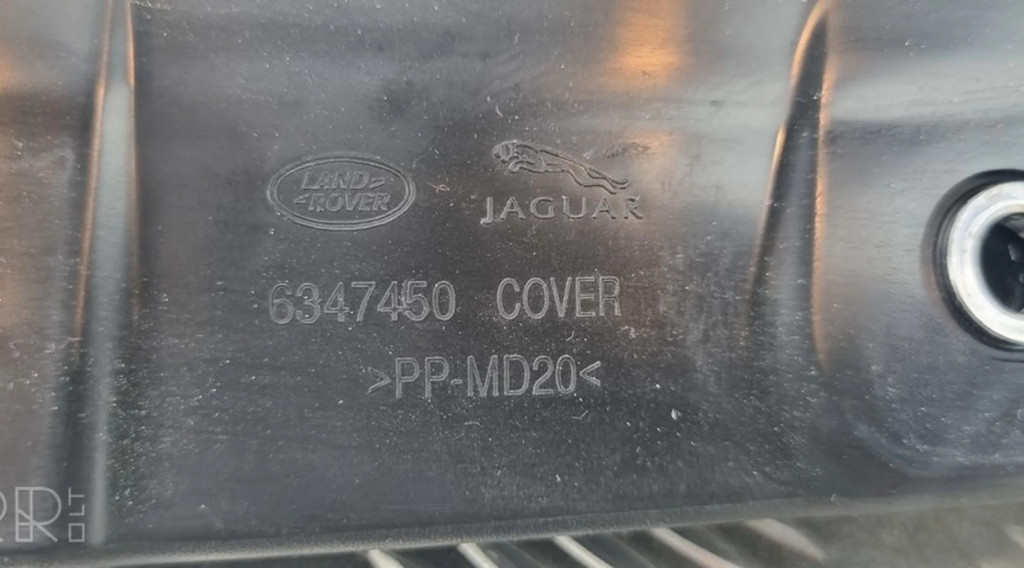 LAND-
-ROVER
JAGUAR
6347450 COVER
>PP-MD20<